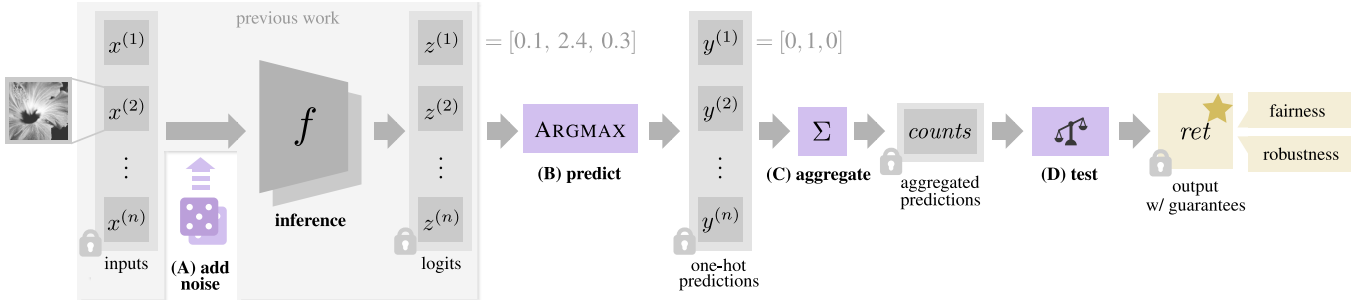 previous work
x^{(1)}
x^{(2)}
⋮
x^{(n)}
inputs
(A) add
noise
f
inference
z^{(1)} = [0.1, 2.4, 0.3]
z^{(2)}
⋮
z^{(n)}
logits
ARGMAX
(B) predict
y^{(1)} = [0, 1, 0]
y^{(2)}
⋮
y^{(n)}
one-hot
predictions
Σ
(C) aggregate
counts
aggregated
predictions
(D) test
ret
output
w/ guarantees
fairness
robustness